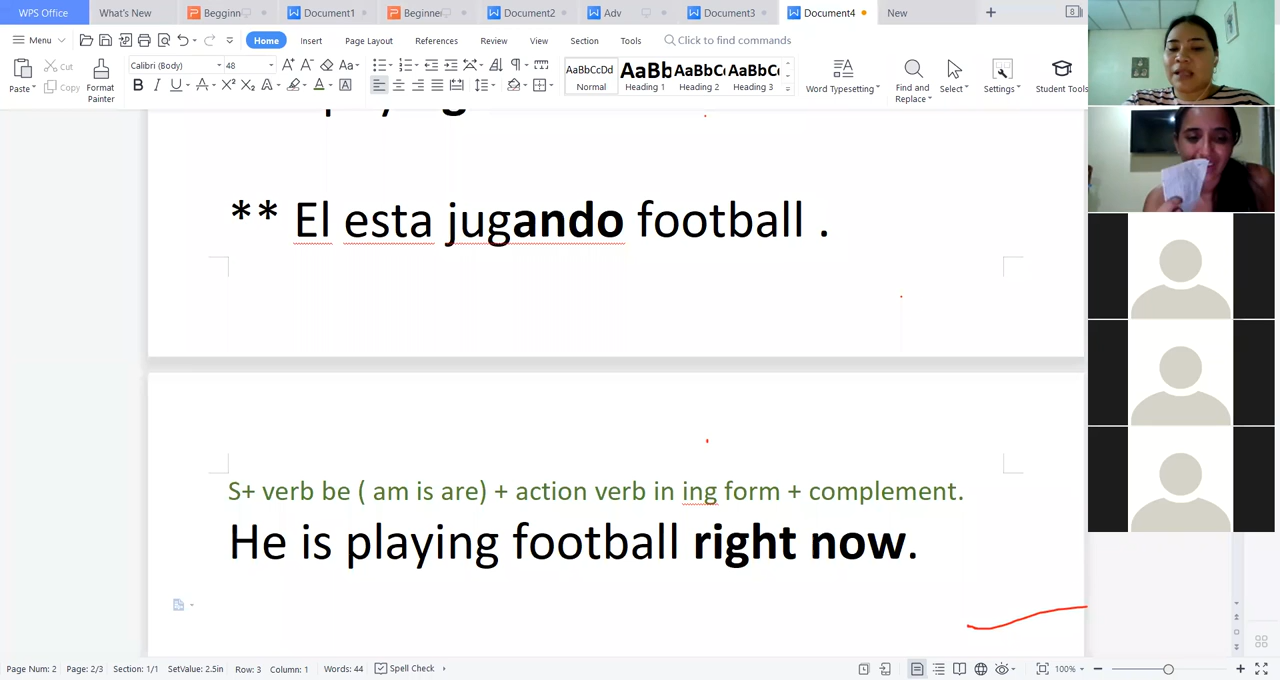 WPS Office What's New Begginn Document1 Beginner Document2 Adv Document3 Document4 New 8
Menu Home Insert Page Layout References Review View Section Tools Click to find commands
Paste Cut Copy Format Painter Calibri (Body) 48 AaBbCcDd Normal AaBb Heading 1 AaBbC Heading 2 AaBbC Heading 3 Word Typesetting Find and Replace Select Settings Student Tools
** El esta jugando football .
S+ verb be ( am is are) + action verb in ing form + complement.
He is playing football right now.
Page Num: 2 Page: 2/3 Section: 1/1 SetValue: 2.5in Row: 3 Column: 1 Words: 44 Spell Check 100%